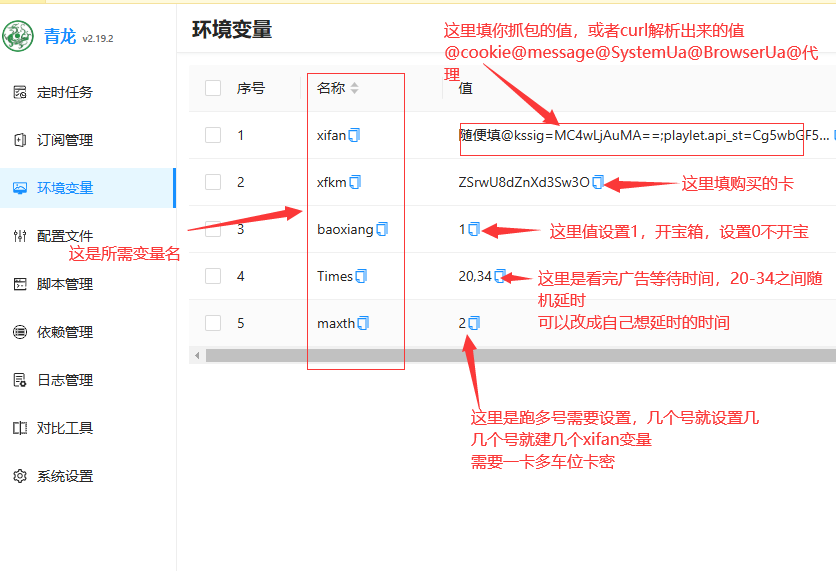 青龙 v2.19.2
定时任务
订阅管理
环境变量
配置文件
脚本管理
依赖管理
日志管理
对比工具
系统设置
环境变量
这里填你抓包的值，或者curl解析出来的值
@cookie@message@SystemUa@BrowserUa@代
理
序号 名称 值
1 xifan 随便填@kssig=MC4wLjAuMA==;playlet.api_st=Cg5wbGF5...
2 xfkm ZSrwU8dZnXd3Sw3O
这里填购买的卡
3 baoxiang 1
这里值设置1，开宝箱，设置0不开宝
这是所需变量名
4 Times 20,34
这里是看完广告等待时间，20-34之间随
机延时
可以改成自己想延时的时间
5 maxth 2
这里是跑多号需要设置，几个号就设置几
几个号就建几个xifan变量
需要一卡多车位卡密